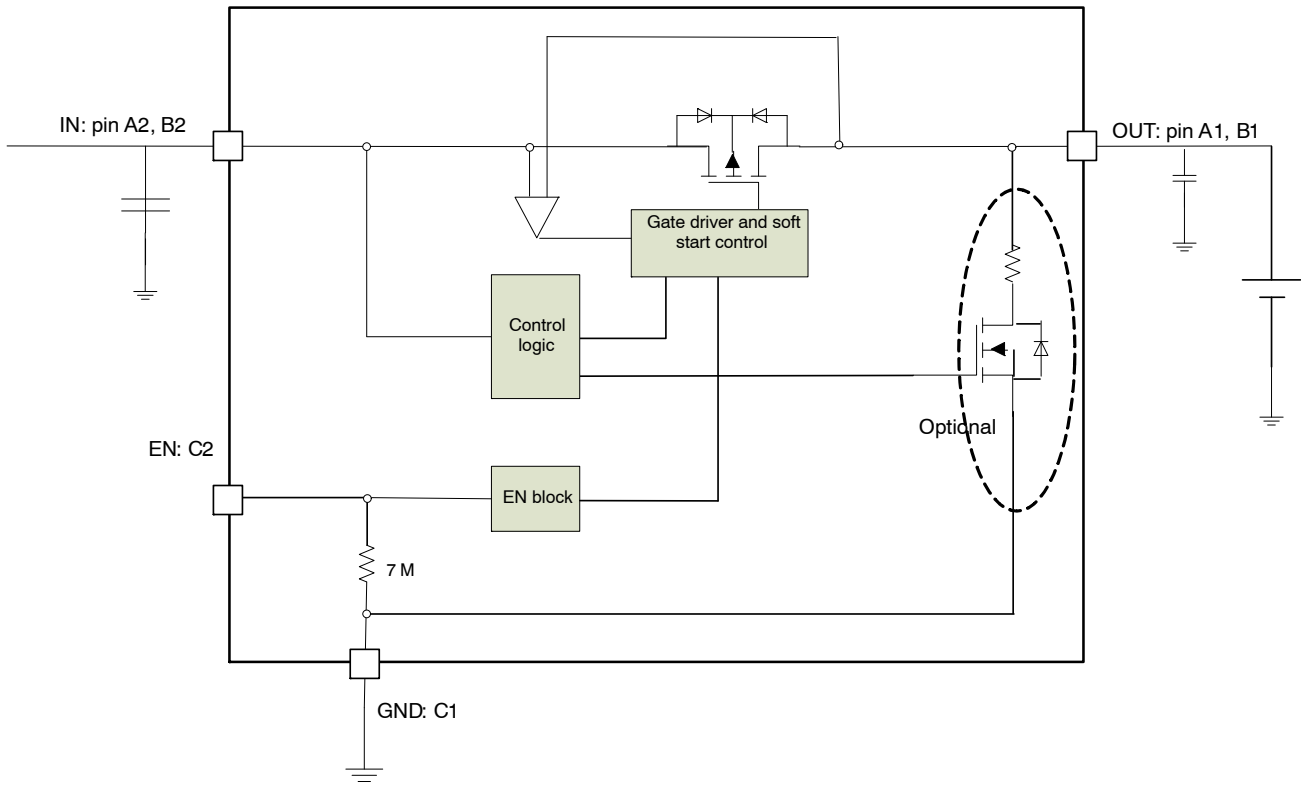 IN: pin A2, B2
OUT: pin A1, B1
Gate driver and soft
start control
Control
logic
Optional
EN: C2
EN block
7 M
GND: C1